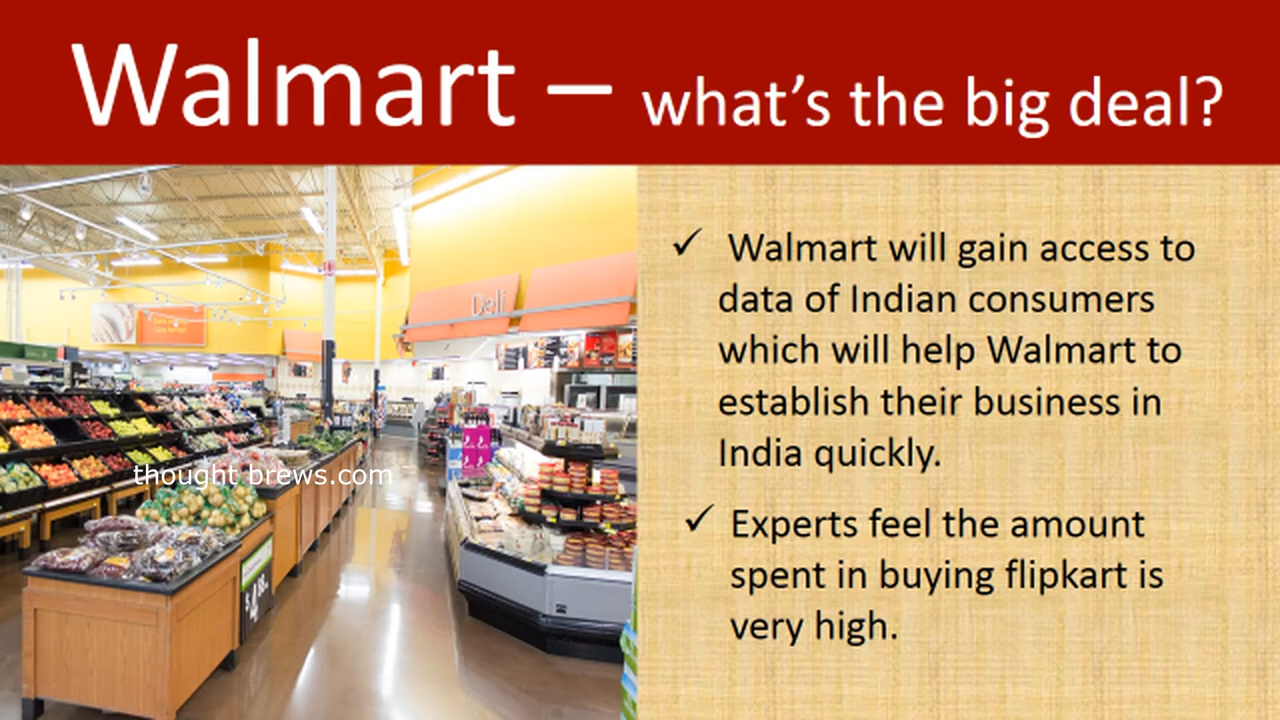 Walmart – what's the big deal?
Deli
thought brews.com
✓ Walmart will gain access to
data of Indian consumers
which will help Walmart to
establish their business in
India quickly.
✓ Experts feel the amount
spent in buying flipkart is
very high.